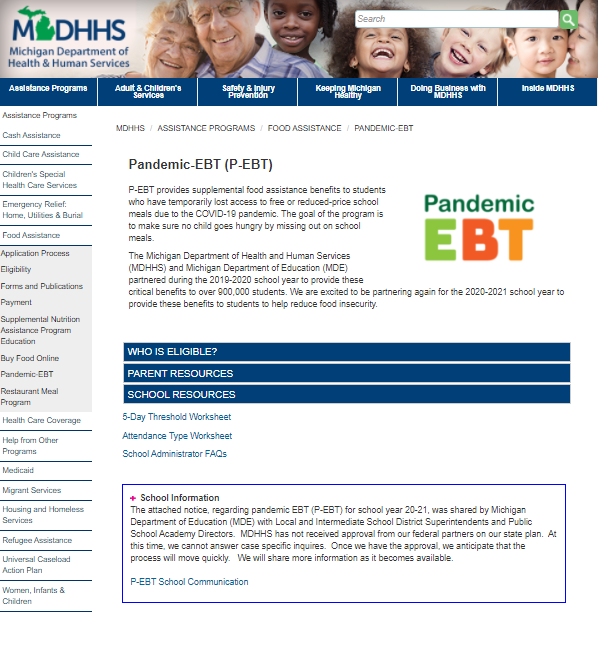 MDHHS
Michigan Department of
Health & Human Services
Search
Assistance Programs
Adult & Children's
Services
Safety & Injury
Prevention
Keeping Michigan
Healthy
Doing Business with
MDHHS
Inside MDHHS
Assistance Programs
Cash Assistance
Child Care Assistance
Children's Special
Health Care Services
Emergency Relief:
Home, Utilities & Burial
Food Assistance
Application Process
Eligibility
Forms and Publications
Payment
Supplemental Nutrition
Assistance Program
Education
Buy Food Online
Pandemic-EBT
Restaurant Meal
Program
Health Care Coverage
Help from Other
Programs
Medicaid
Migrant Services
Housing and Homeless
Services
Refugee Assistance
Universal Caseload
Action Plan
Women, Infants &
Children
MDHHS / ASSISTANCE PROGRAMS / FOOD ASSISTANCE / PANDEMIC-EBT
Pandemic-EBT (P-EBT)
P-EBT provides supplemental food assistance benefits to students
who have temporarily lost access to free or reduced-price school
meals due to the COVID-19 pandemic. The goal of the program is
to make sure no child goes hungry by missing out on school
meals.
Pandemic
EBT
The Michigan Department of Health and Human Services
(MDHHS) and Michigan Department of Education (MDE)
partnered during the 2019-2020 school year to provide these
critical benefits to over 900,000 students. We are excited to be partnering again for the 2020-2021 school year to
provide these benefits to students to help reduce food insecurity.
WHO IS ELIGIBLE?
PARENT RESOURCES
SCHOOL RESOURCES
5-Day Threshold Worksheet
Attendance Type Worksheet
School Administrator FAQs
School Information
The attached notice, regarding pandemic EBT (P-EBT) for school year 20-21, was shared by Michigan
Department of Education (MDE) with Local and Intermediate School District Superintendents and Public
School Academy Directors. MDHHS has not received approval from our federal partners on our state plan. At
this time, we cannot answer case specific inquires. Once we have the approval, we anticipate that the
process will move quickly. We will share more information as it becomes available.
P-EBT School Communication